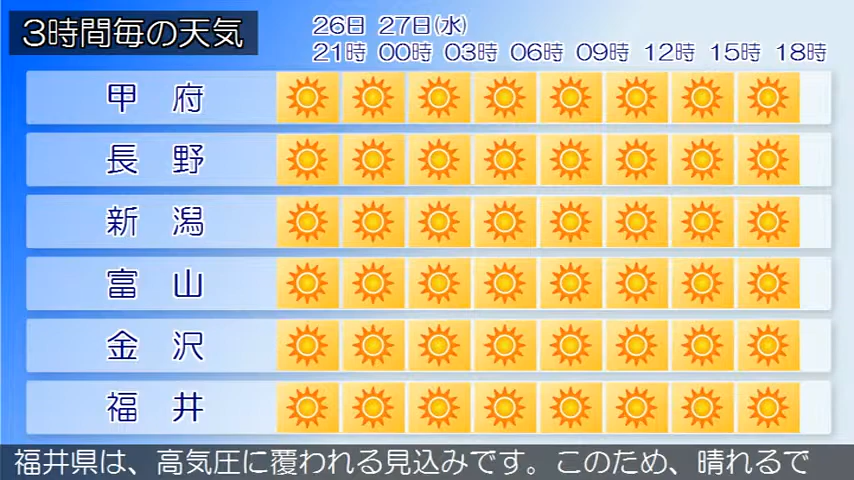 3時間毎の天気
26日 27日(水)
21時 00時 03時 06時 09時 12時 15時 18時
甲 府
長 野
新 潟
富 山
金 沢
福 井
福井県は、高気圧に覆われる見込みです。このため、晴れるで